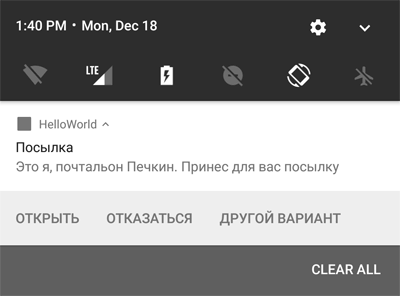 1:40 PM • Mon, Dec 18
LTE
HelloWorld
Посылка
Это я, почтальон Печкин. Принес для вас посылку
ОТКРЫТЬ ОТКАЗАТЬСЯ ДРУГОЙ ВАРИАНТ
CLEAR ALL